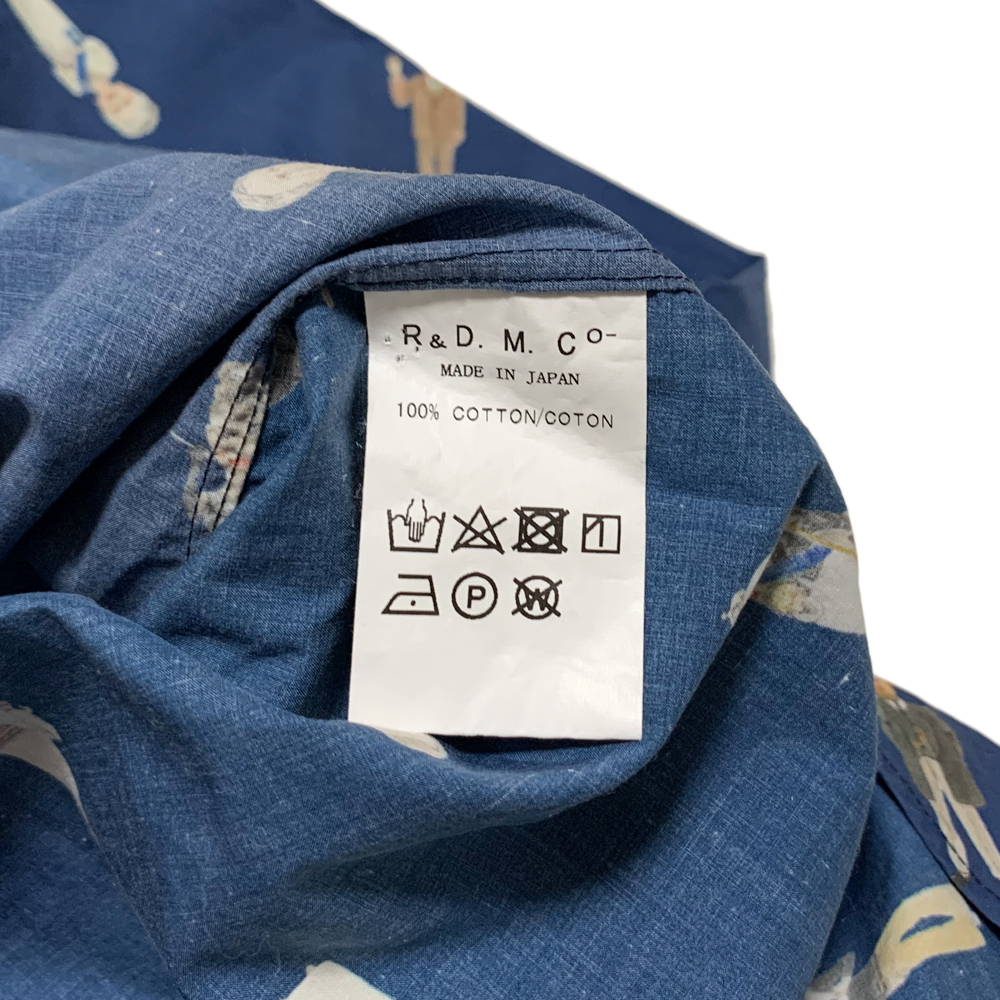 R & D. M. Co-
MADE IN JAPAN
100% COTTON/COTON
P
W